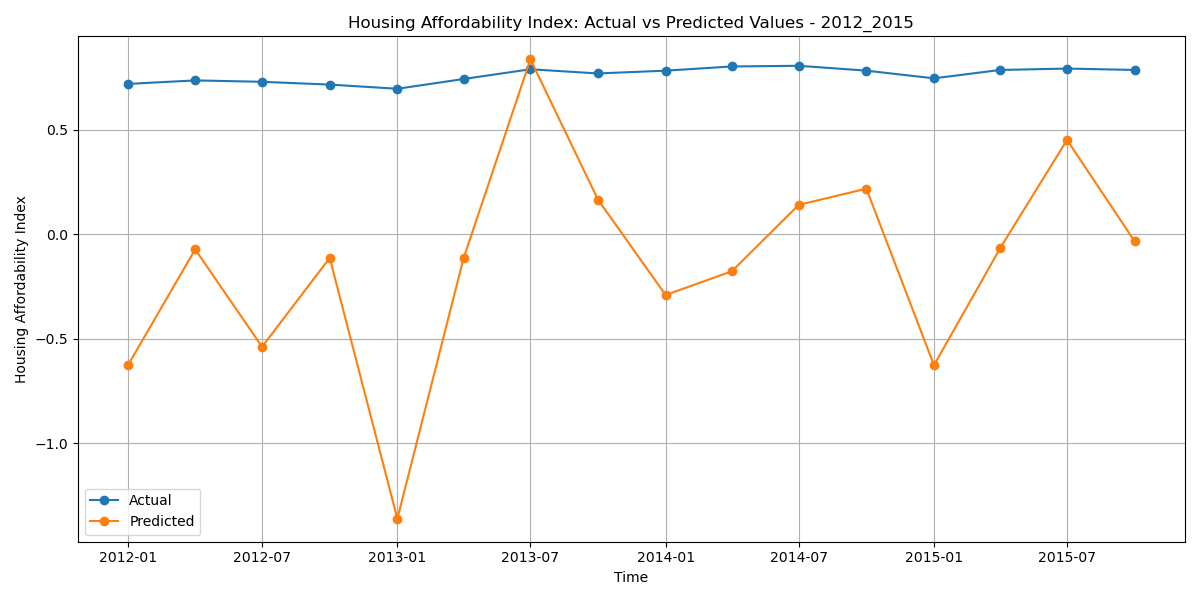 Housing Affordability Index: Actual vs Predicted Values - 2012_2015
Housing Affordability Index
0.5
0.0
−0.5
−1.0
Actual
Predicted
2012-01 2012-07 2013-01 2013-07 2014-01 2014-07 2015-01 2015-07
Time